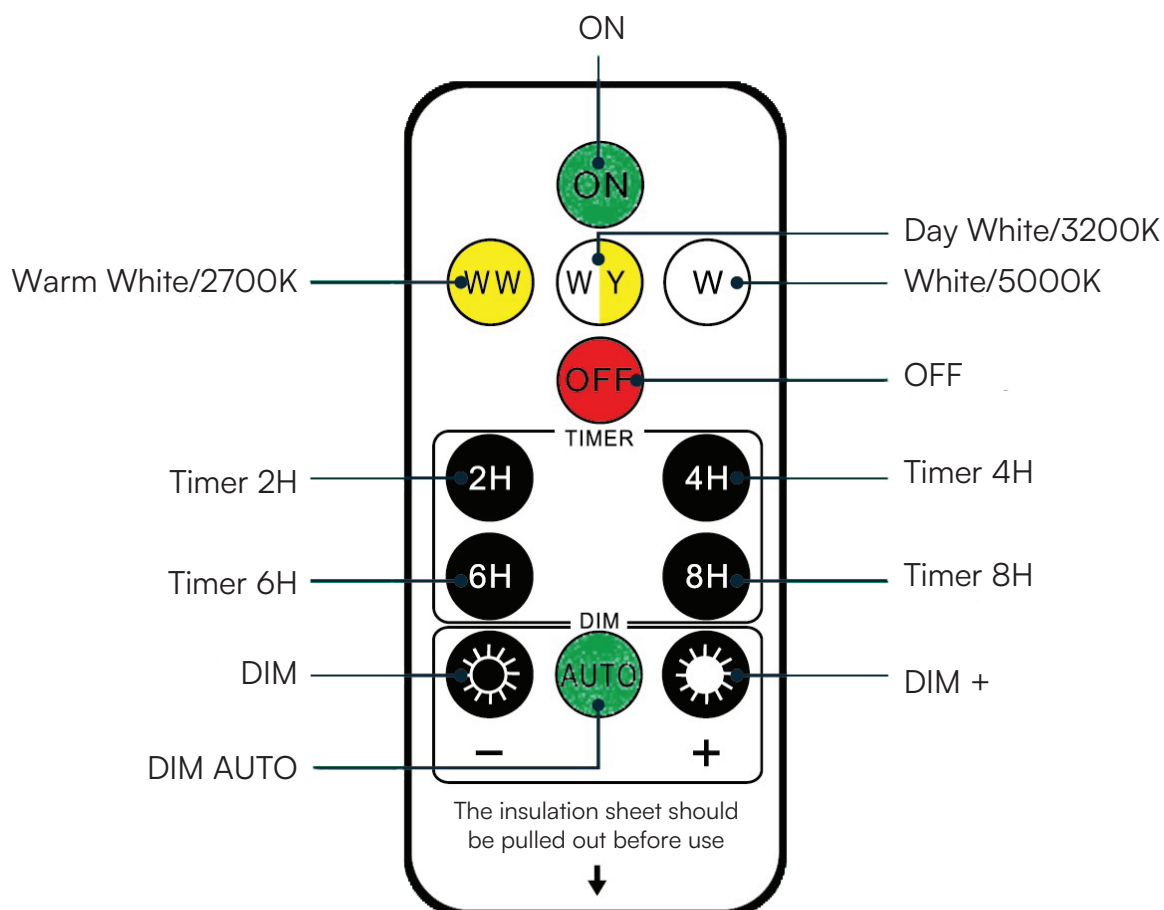 ON
ON
Day White/3200K
Warm White/2700K
WW
W Y
W
White/5000K
OFF
OFF
TIMER
Timer 2H
2H
4H
Timer 4H
Timer 6H
6H
8H
Timer 8H
DIM
DIM
AUTO
DIM +
DIM AUTO
− +
The insulation sheet should
be pulled out before use